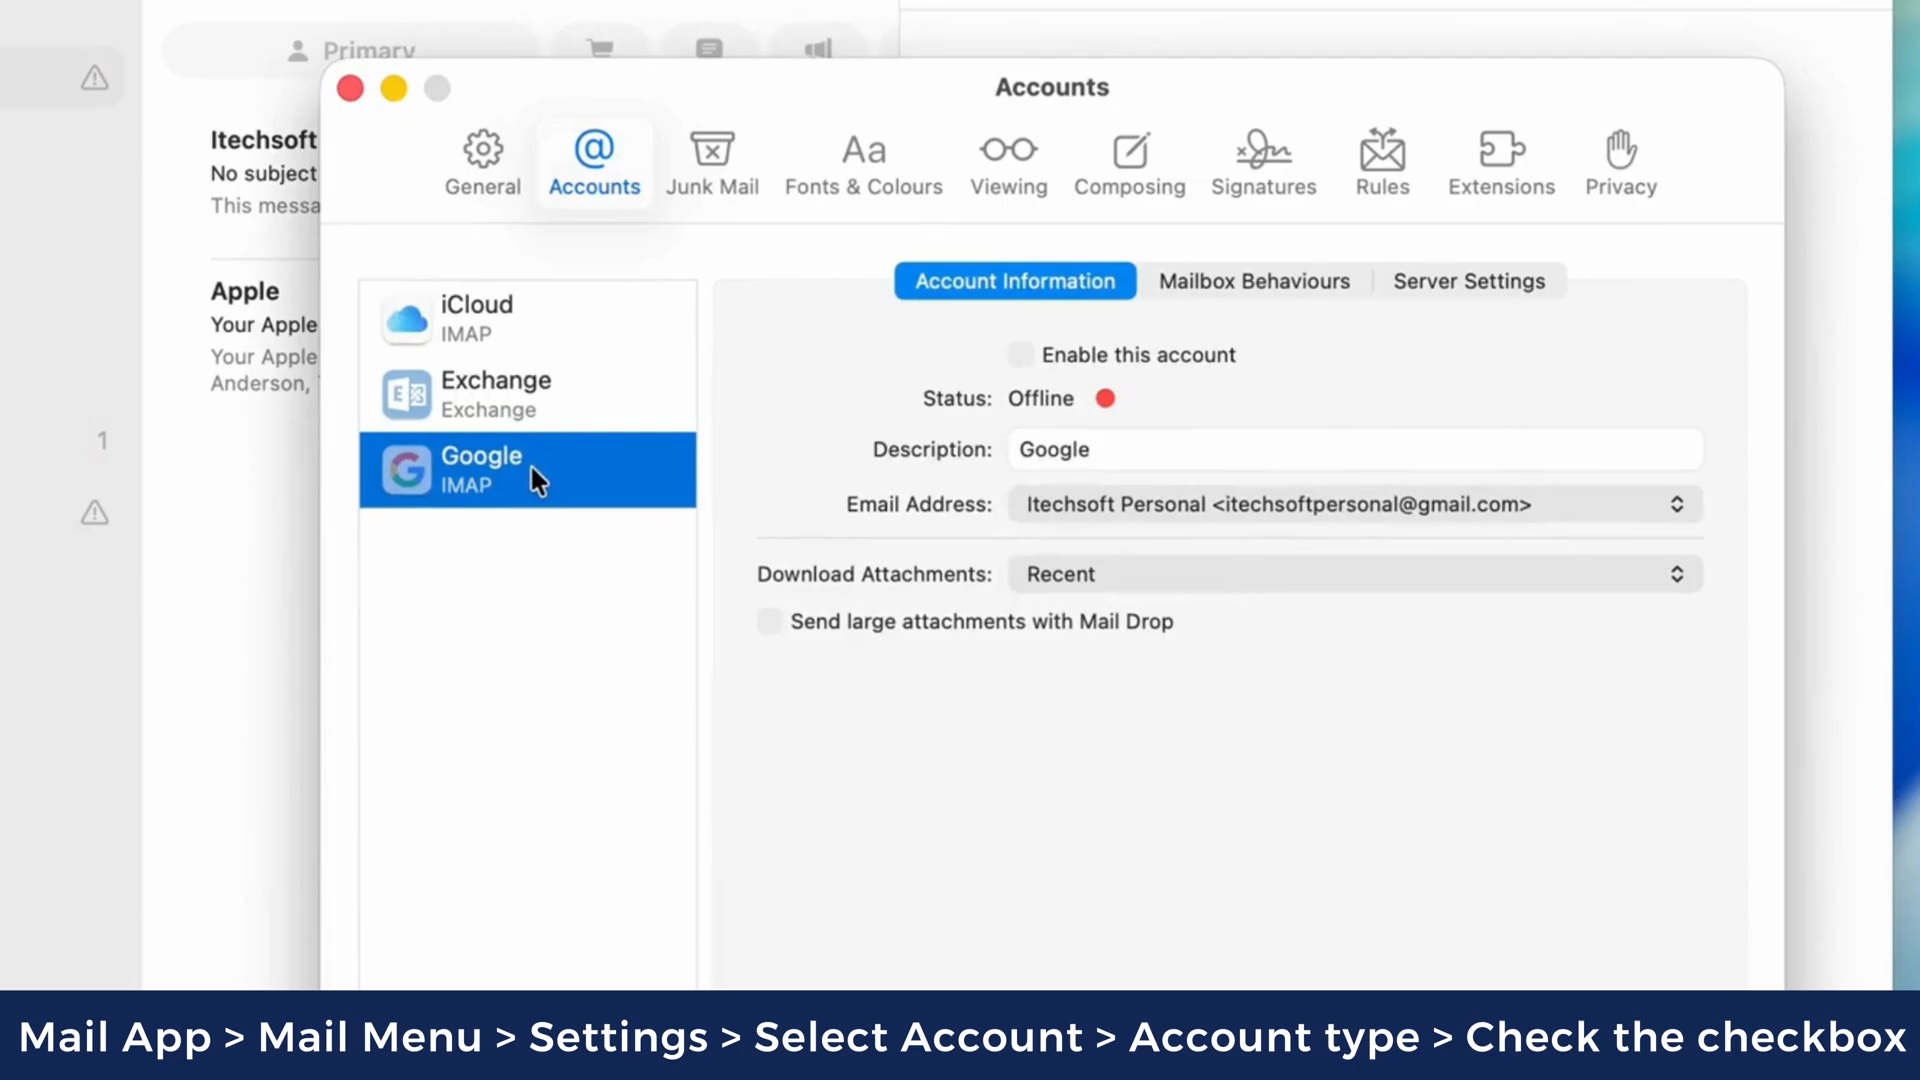 Primary
Itechsoft
No subject
This messa
Apple
Your Apple
Your Apple
Anderson,
1
Accounts
General
Accounts
Junk Mail
Aa
Fonts & Colours
Viewing
Composing
Signatures
Rules
Extensions
Privacy
iCloud
IMAP
Exchange
Exchange
Google
IMAP
Account Information
Mailbox Behaviours
Server Settings
Enable this account
Status: Offline
Description: Google
Email Address: Itechsoft Personal <itechsoftpersonal@gmail.com>
Download Attachments: Recent
Send large attachments with Mail Drop
Mail App > Mail Menu > Settings > Select Account > Account type > Check the checkbox